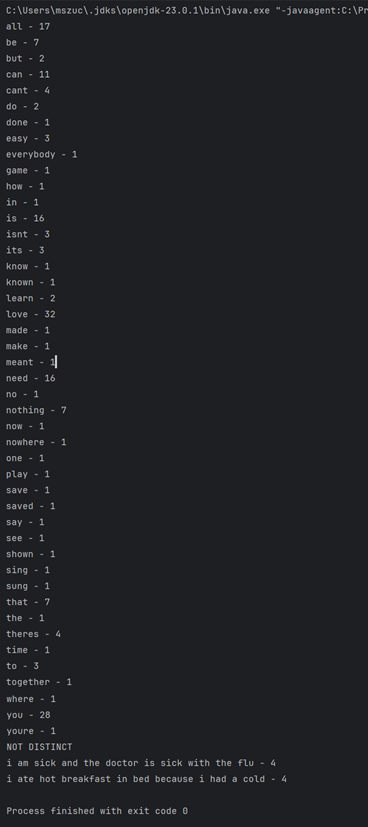 C:\Users\mszuc\.jdks\openjdk-23.0.1\bin\java.exe "-javaagent:C:\Pr
all - 17
be - 7
but - 2
can - 11
cant - 4
do - 2
done - 1
easy - 3
everybody - 1
game - 1
how - 1
in - 1
is - 16
isnt - 3
its - 3
know - 1
known - 1
learn - 2
love - 32
made - 1
make - 1
meant - 1
need - 16
no - 1
nothing - 7
now - 1
nowhere - 1
one - 1
play - 1
save - 1
saved - 1
say - 1
see - 1
shown - 1
sing - 1
sung - 1
that - 7
the - 1
theres - 4
time - 1
to - 3
together - 1
where - 1
you - 28
youre - 1
NOT DISTINCT
i am sick and the doctor is sick with the flu - 4
i ate hot breakfast in bed because i had a cold - 4
Process finished with exit code 0